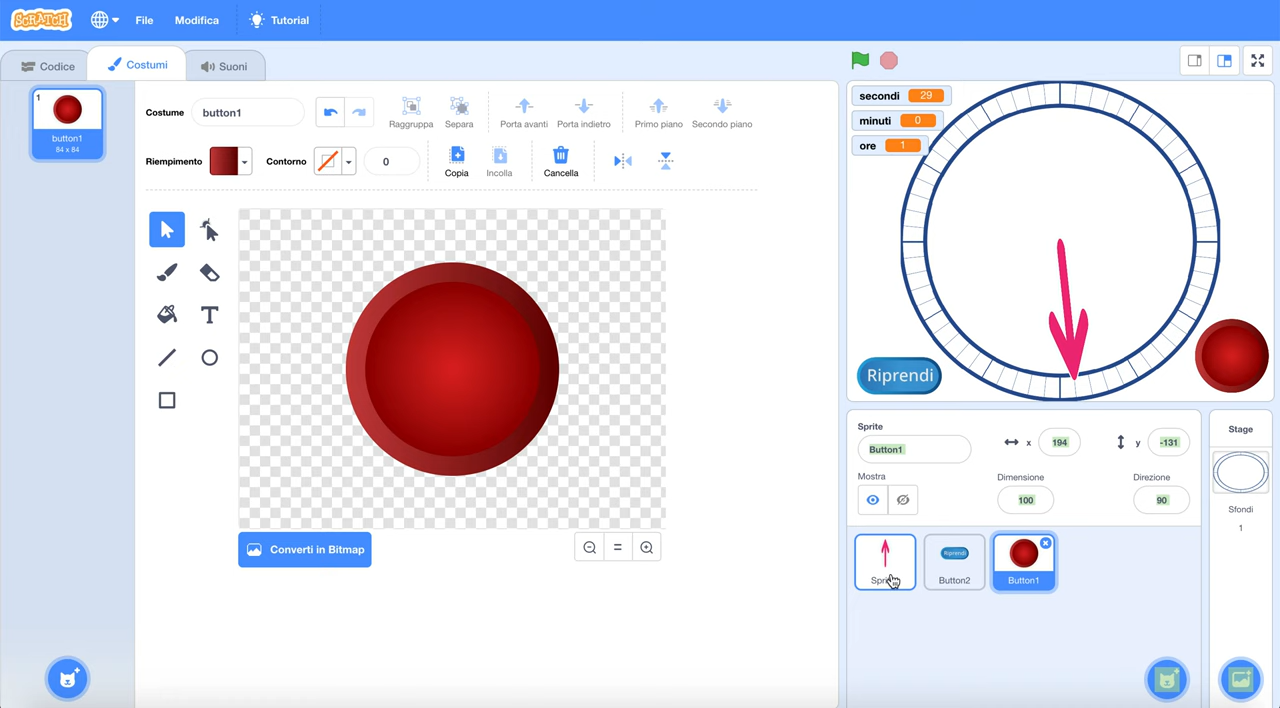 SCRATCH
File
Modifica
Tutorial
Codice
Costumi
Suoni
1
button1
84 x 84
Costume
button1
Raggruppa
Separa
Porta avanti
Porta indietro
Primo piano
Secondo piano
Riempimento
Contorno
0
Copia
Incolla
Cancella
Converti in Bitmap
secondi 29
minuti 0
ore 1
Riprendi
Sprite
Button1
x 194
y -131
Mostra
Dimensione
100
Direzione
90
Riprendi
Button2
Button1
Stage
Sfondi
1